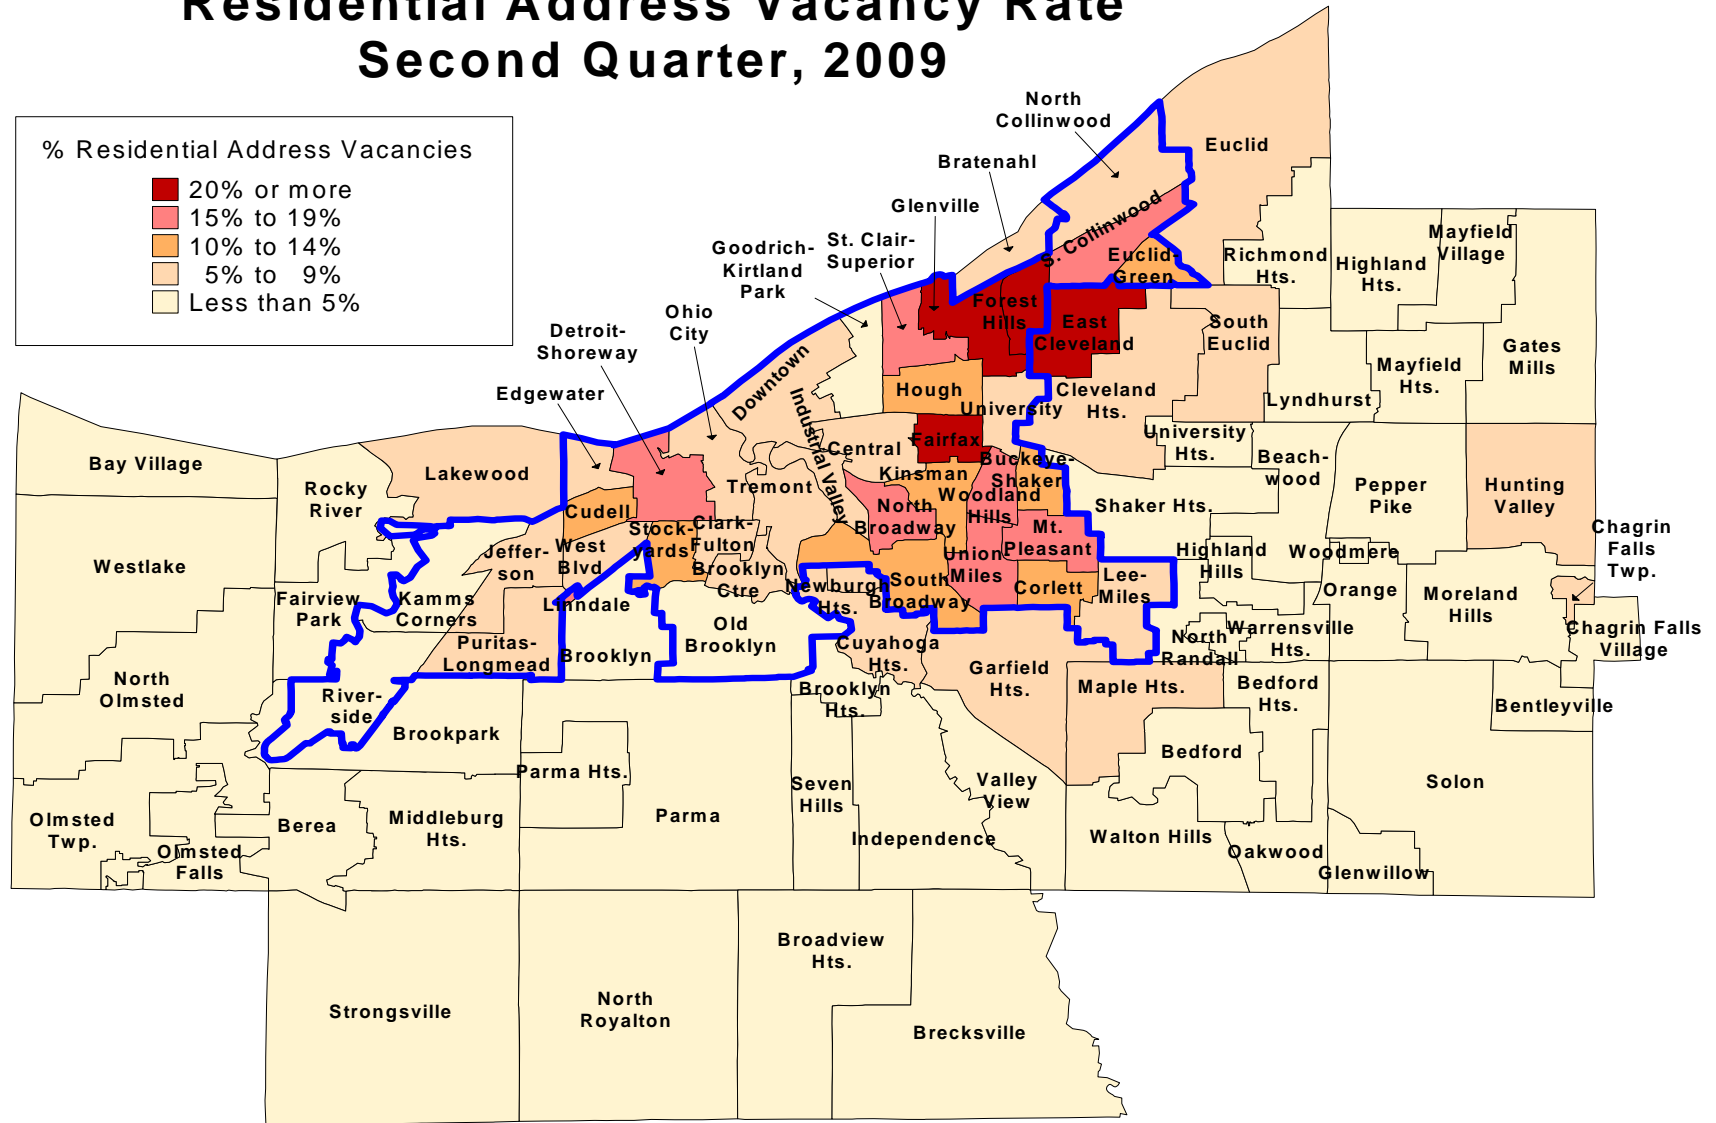 Residential Address Vacancy Rate
Second Quarter, 2009
% Residential Address Vacancies
20% or more
15% to 19%
10% to 14%
5% to 9%
Less than 5%
North
Collinwood
Euclid
Bratenahl
Glenville
S. Collinwood
Goodrich-
Kirtland
Park
St. Clair-
Superior
Euclid-
Green
Richmond
Hts.
Highland
Hts.
Mayfield
Village
Gates
Mills
Mayfield
Hts.
Lyndhurst
South
Euclid
Forest
Hills
East
Cleveland
Cleveland
Hts.
Ohio
City
Detroit-
Shoreway
Edgewater
Downtown
Industrial Valley
Hough
University
Fairfax
Central
Kinsman
Buckeye-
Shaker
Woodland
Hills
University
Hts.
Beach-
wood
Pepper
Pike
Hunting
Valley
Shaker Hts.
Chagrin
Falls
Twp.
Bay Village
Rocky
River
Lakewood
Westlake
Cudell
Tremont
Stock-
yards
Clark-
Fulton
North
Broadway
Mt.
Pleasant
Union
Miles
Highland
Hills
Woodmere
Orange
Moreland
Hills
Jeffer-
son
West
Blvd
Brooklyn
Ctre
Newburgh
Hts.
South
Broadway
Corlett
Lee-
Miles
Fairview
Park
Kamms
Corners
Linndale
Old
Brooklyn
Cuyahoga
Hts.
North
Randall
Warrensville
Hts.
Chagrin Falls
Village
Puritas-
Longmead
Brooklyn
Garfield
Hts.
Maple Hts.
Bedford
Hts.
Bentleyville
North
Olmsted
River-
side
Brookpark
Brooklyn
Hts.
Bedford
Parma Hts.
Seven
Hills
Valley
View
Solon
Olmsted
Twp.
Olmsted
Falls
Berea
Middleburg
Hts.
Parma
Independence
Walton Hills
Oakwood
Glenwillow
Strongsville
North
Royalton
Broadview
Hts.
Brecksville